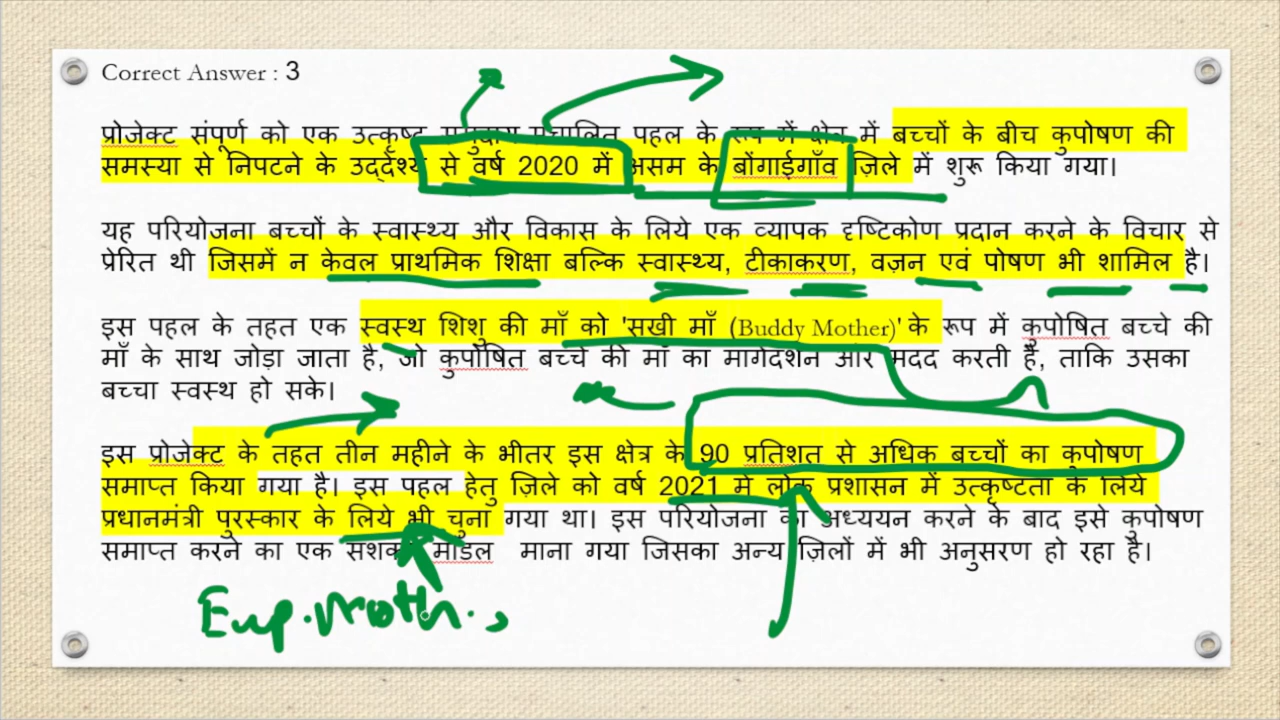 Correct Answer : 3
प्रोजेक्ट संपूर्ण को एक उत्कृष्ट समुदाय संचालित पहल के रूप में क्षेत्र में बच्चों के बीच कुपोषण की
समस्या से निपटने के उद्देश्य से वर्ष 2020 में असम के बोंगाईगाँव ज़िले में शुरू किया गया।
यह परियोजना बच्चों के स्वास्थ्य और विकास के लिये एक व्यापक दृष्टिकोण प्रदान करने के विचार से
प्रेरित थी जिसमें न केवल प्राथमिक शिक्षा बल्कि स्वास्थ्य, टीकाकरण, वज़न एवं पोषण भी शामिल है।
इस पहल के तहत एक स्वस्थ शिशु की माँ को 'सखी माँ (Buddy Mother)' के रूप में कुपोषित बच्चे की
माँ के साथ जोड़ा जाता है, जो कुपोषित बच्चे की माँ का मार्गदर्शन और मदद करती है, ताकि उसका
बच्चा स्वस्थ हो सके।
इस प्रोजेक्ट के तहत तीन महीने के भीतर इस क्षेत्र के 90 प्रतिशत से अधिक बच्चों का कुपोषण
समाप्त किया गया है। इस पहल हेतु ज़िले को वर्ष 2021 में लोक प्रशासन में उत्कृष्टता के लिये
प्रधानमंत्री पुरस्कार के लिये भी चुना गया था। इस परियोजना का अध्ययन करने के बाद इसे कुपोषण
समाप्त करने का एक सशक्त मॉडल माना गया जिसका अन्य ज़िलों में भी अनुसरण हो रहा है।